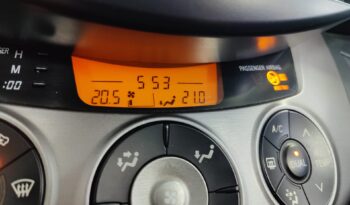 H
5:53
PASSENGER AIRBAG
M
20.5
21.0
:00
A/C
DUAL